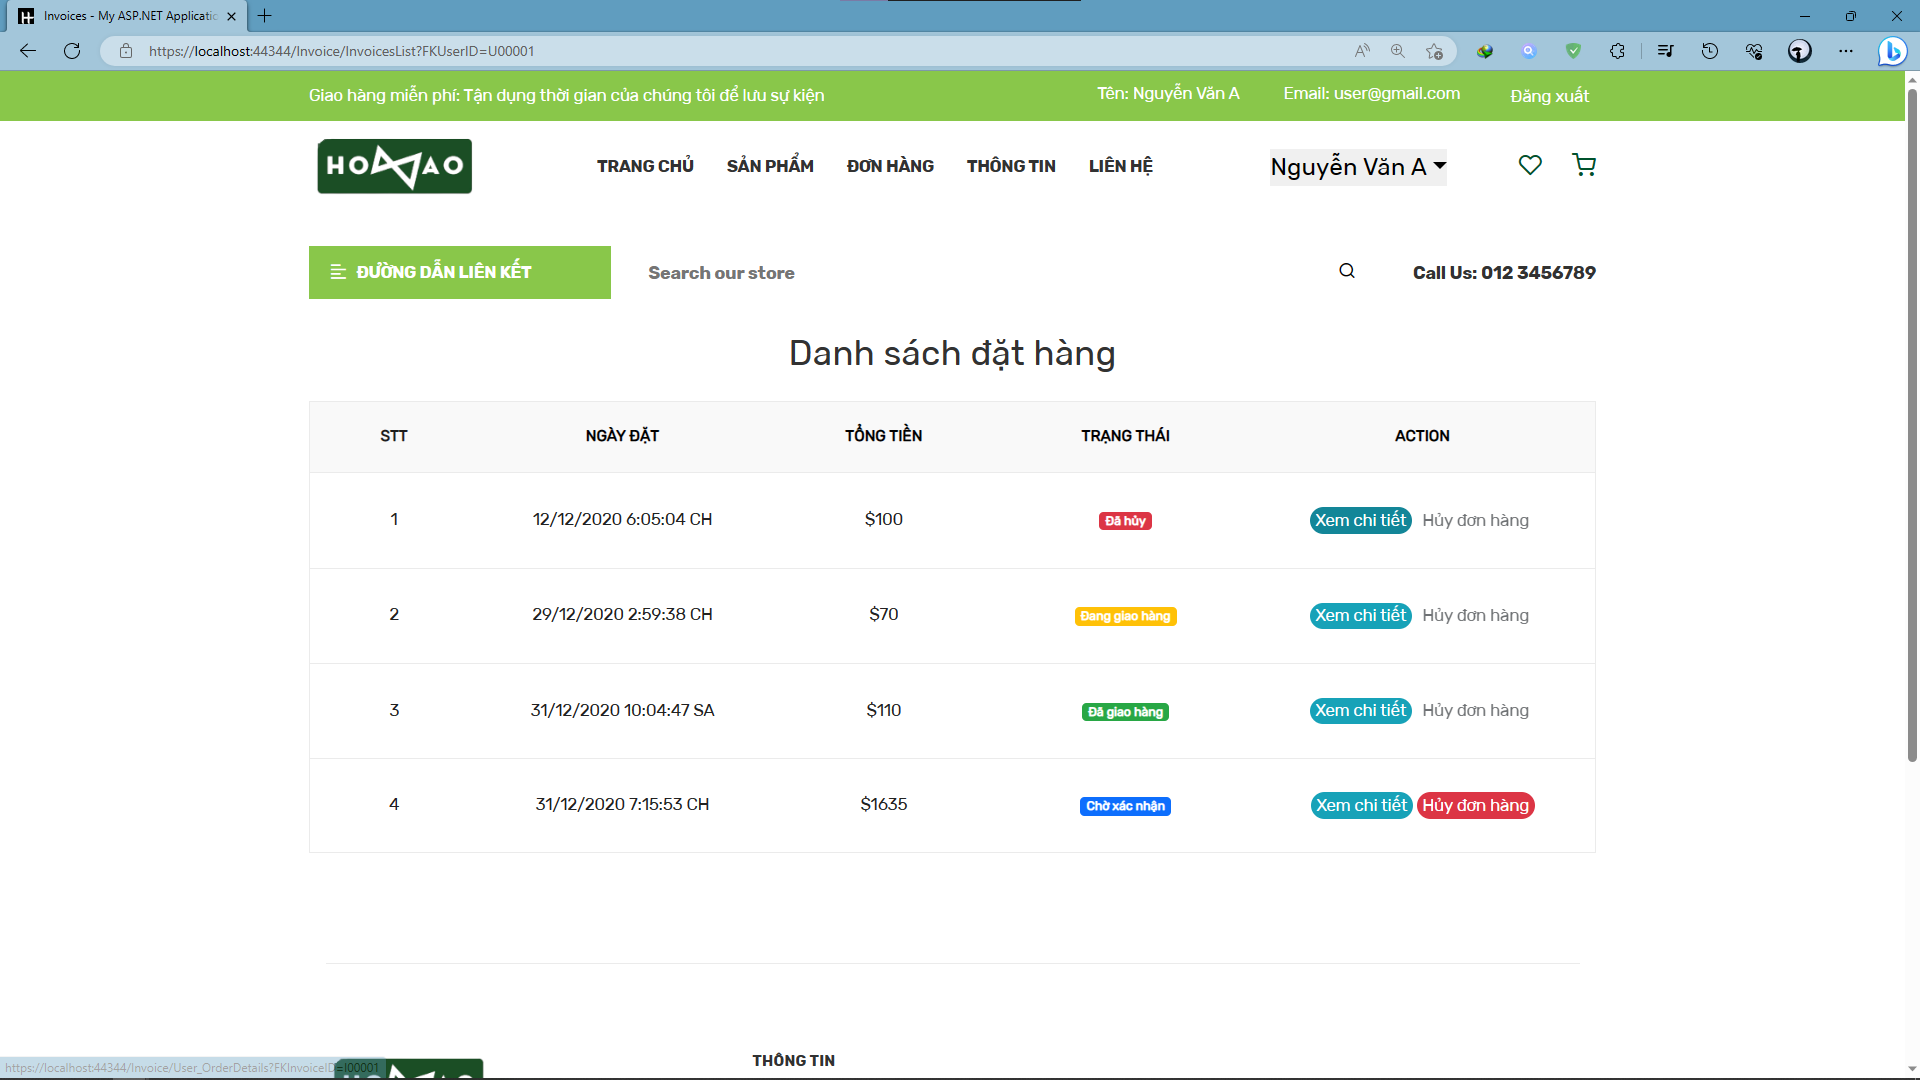 Invoices - My ASP.NET Applicatio
https://localhost:44344/Invoice/InvoicesList?FKUserID=U00001
Giao hàng miễn phí: Tận dụng thời gian của chúng tôi để lưu sự kiện
Tên: Nguyễn Văn A
Email: user@gmail.com
Đăng xuất
HOMAO
TRANG CHỦ
SẢN PHẨM
ĐƠN HÀNG
THÔNG TIN
LIÊN HỆ
Nguyễn Văn A
ĐƯỜNG DẪN LIÊN KẾT
Search our store
Call Us: 012 3456789
Danh sách đặt hàng
STT NGÀY ĐẶT TỔNG TIỀN TRẠNG THÁI ACTION
1 12/12/2020 6:05:04 CH $100 Đã hủy Xem chi tiết Hủy đơn hàng
2 29/12/2020 2:59:38 CH $70 Đang giao hàng Xem chi tiết Hủy đơn hàng
3 31/12/2020 10:04:47 SA $110 Đã giao hàng Xem chi tiết Hủy đơn hàng
4 31/12/2020 7:15:53 CH $1635 Chờ xác nhận Xem chi tiết Hủy đơn hàng
THÔNG TIN
https://localhost:44344/Invoice/User_OrderDetails?FKInvoiceID=I00001